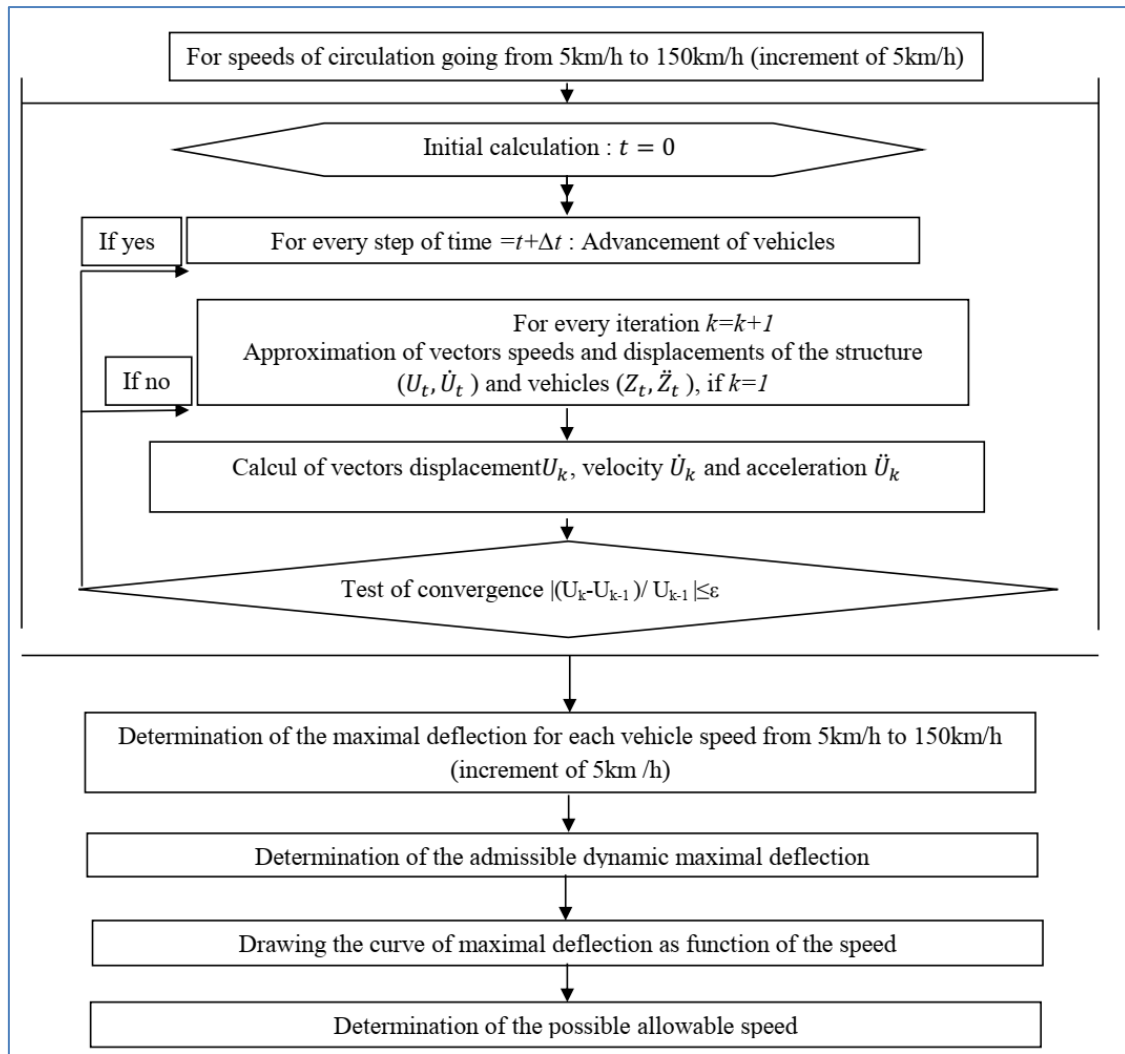 For speeds of circulation going from 5km/h to 150km/h (increment of 5km/h)
Initial calculation : t = 0
If yes
For every step of time =t+Δt : Advancement of vehicles
For every iteration k=k+1
Approximation of vectors speeds and displacements of the structure
If no
(Uₜ, U̇ₜ ) and vehicles (Zₜ, Z̈ₜ ), if k=1
Calcul of vectors displacementUₖ, velocity U̇ₖ and acceleration Üₖ
Test of convergence |(Uₖ-Uₖ₋₁)/ Uₖ₋₁|≤ε
Determination of the maximal deflection for each vehicle speed from 5km/h to 150km/h
(increment of 5km /h)
Determination of the admissible dynamic maximal deflection
Drawing the curve of maximal deflection as function of the speed
Determination of the possible allowable speed